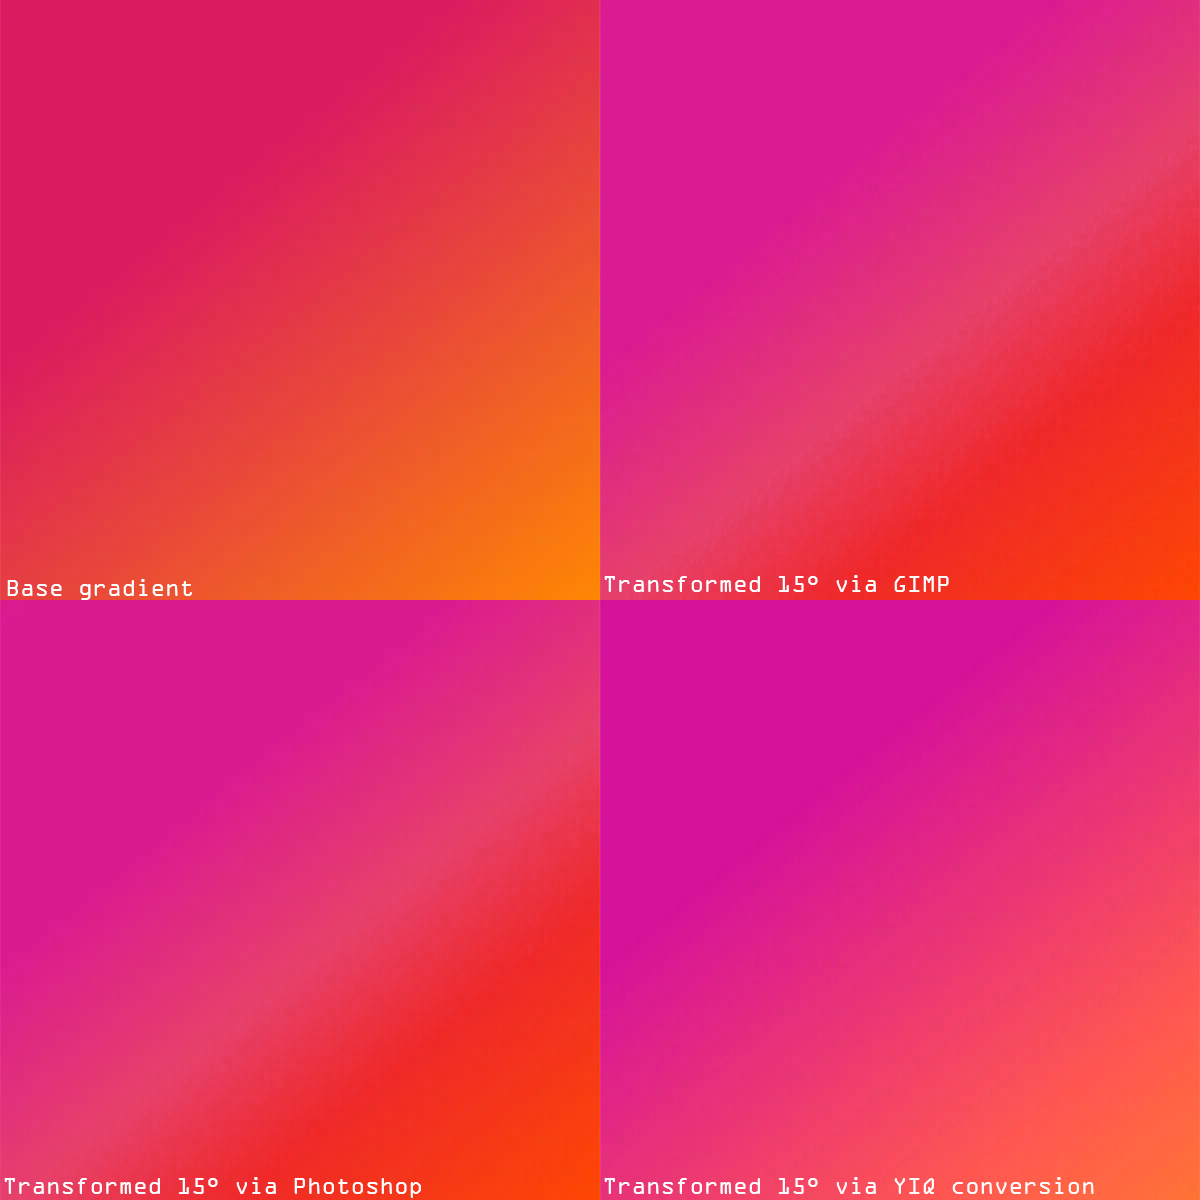 Base gradient
Transformed 15° via GIMP
Transformed 15° via Photoshop
Transformed 15° via YIQ conversion